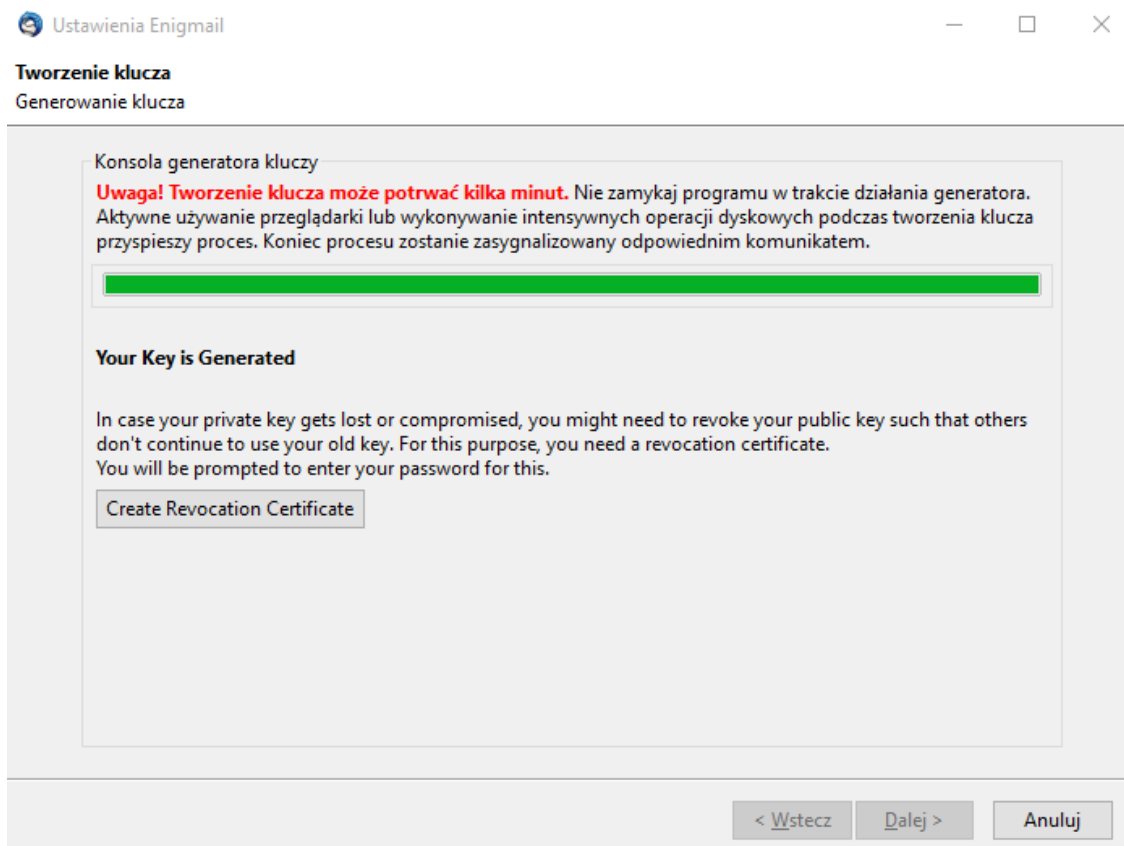 Ustawienia Enigmail
Tworzenie klucza
Generowanie klucza
Konsola generatora kluczy
Uwaga! Tworzenie klucza może potrwać kilka minut. Nie zamykaj programu w trakcie działania generatora.
Aktywne używanie przeglądarki lub wykonywanie intensywnych operacji dyskowych podczas tworzenia klucza
przyspieszy proces. Koniec procesu zostanie zasygnalizowany odpowiednim komunikatem.
Your Key is Generated
In case your private key gets lost or compromised, you might need to revoke your public key such that others
don't continue to use your old key. For this purpose, you need a revocation certificate.
You will be prompted to enter your password for this.
Create Revocation Certificate
< Wstecz Dalej > Anuluj